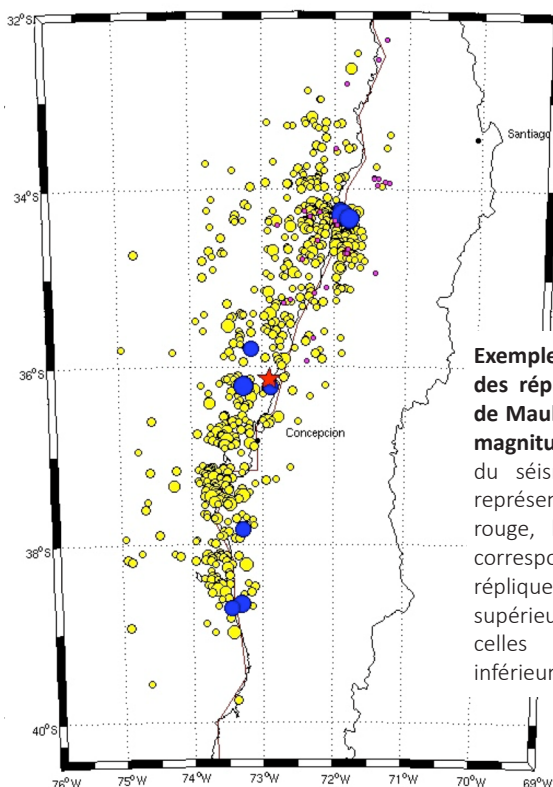 32°S
Santiago
34°S
Exemple
des rép
de Maul
36°S
magnitu
Concepcion
du séis
représen
rouge,
correspo
38°S
réplique
supérieu
celles
inférieur
40°S
76°W 75°W 74°W 73°W 72°W 71°W 70°W 69°W